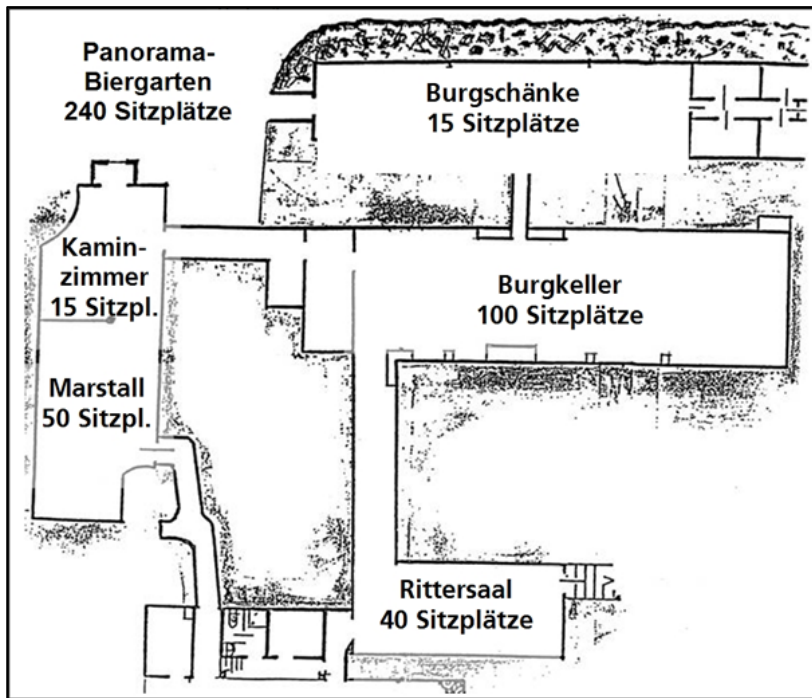 Panorama-
Biergarten
240 Sitzplätze
Burgschänke
15 Sitzplätze
Kamin-
zimmer
15 Sitzpl.
Burgkeller
100 Sitzplätze
Marstall
50 Sitzpl.
Rittersaal
40 Sitzplätze